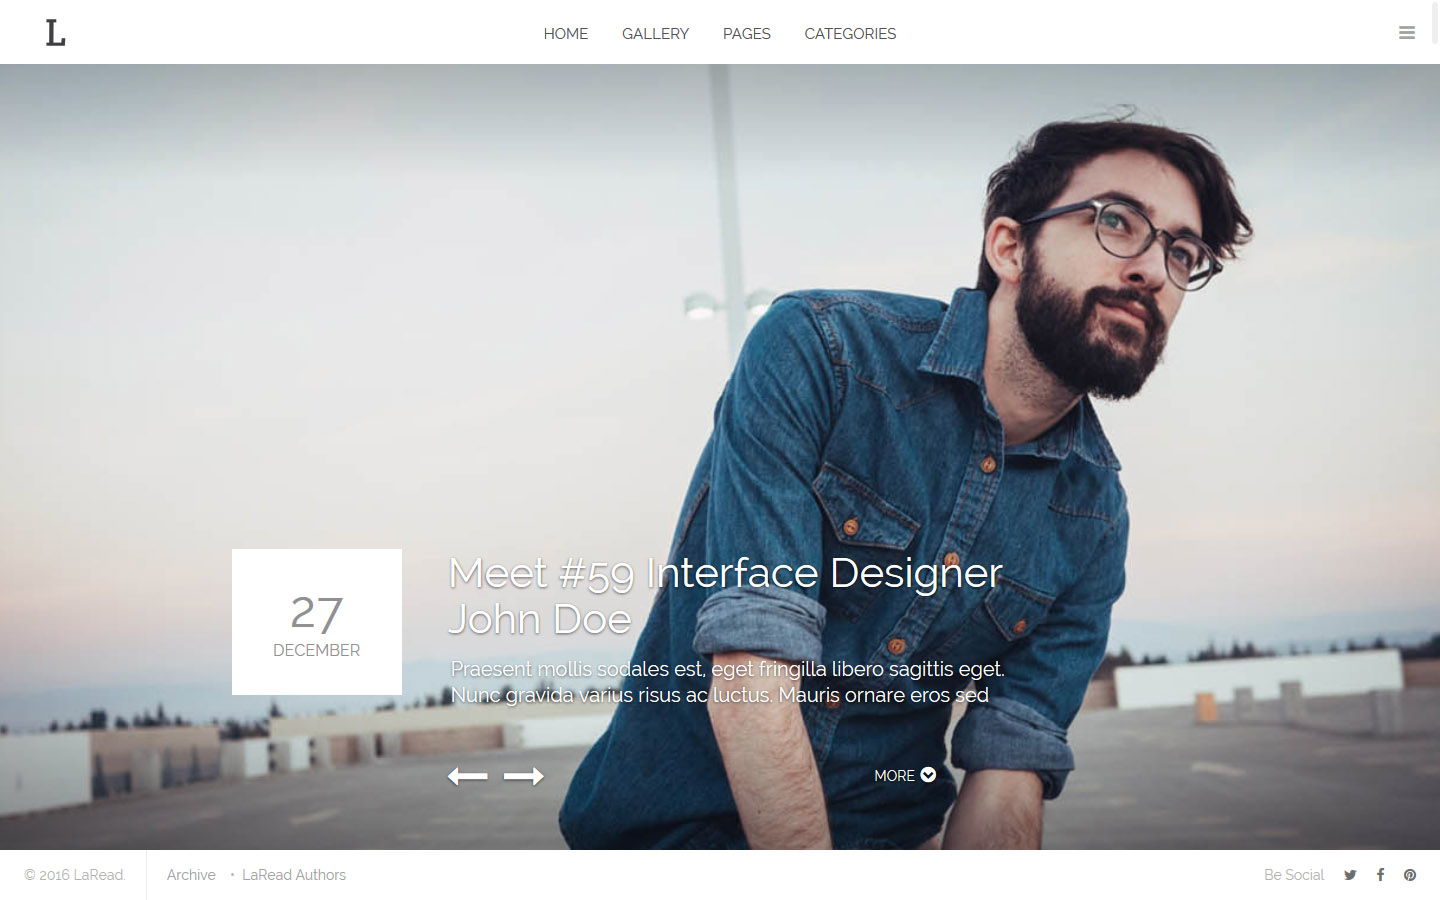 L
HOME GALLERY PAGES CATEGORIES
27
DECEMBER
Meet #59 Interface Designer
John Doe
Praesent mollis sodales est, eget fringilla libero sagittis eget.
Nunc gravida varius risus ac luctus. Mauris ornare eros sed
MORE
© 2016 LaRead. Archive • LaRead Authors Be Social